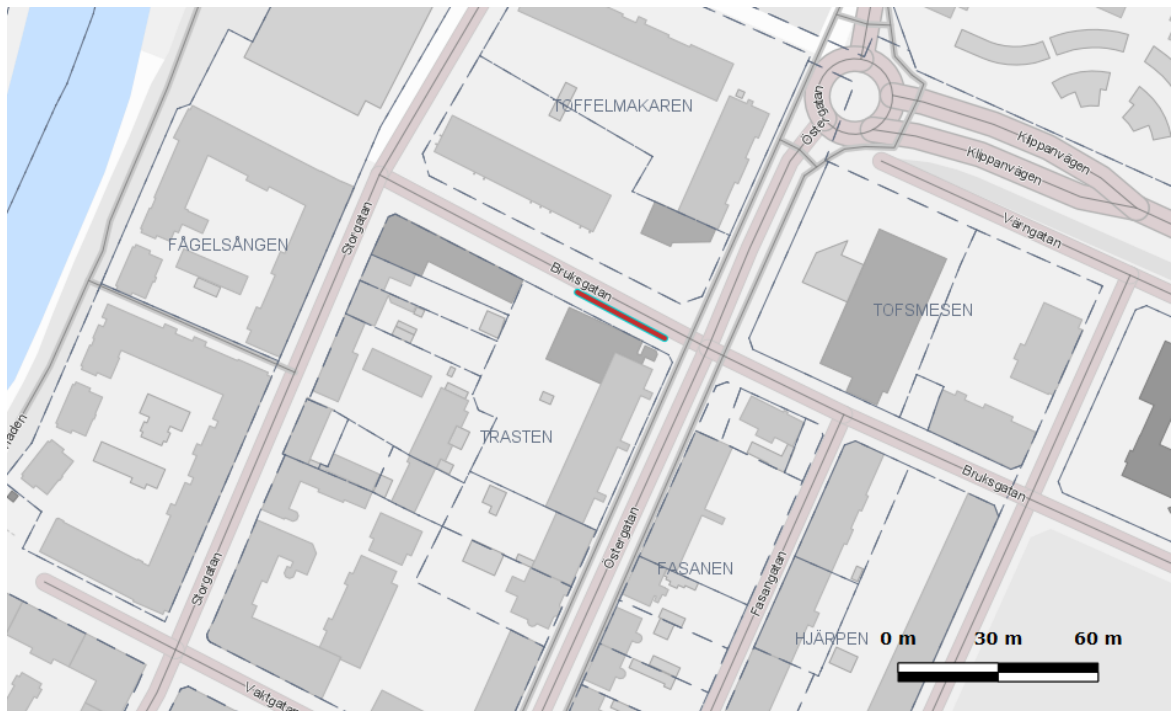 TOFFELMAKAREN
Östergatan
Klippanvägen
Klippanvägen
Värngatan
Storgatan
FÅGELSÅNGEN
Bruksgatan
TOFSMESEN
TRASTEN
Bruksgatan
Östergatan
Storgatan
FASANEN
Fasangatan
HJÄRPEN
0 m 30 m 60 m
Vaktgatan